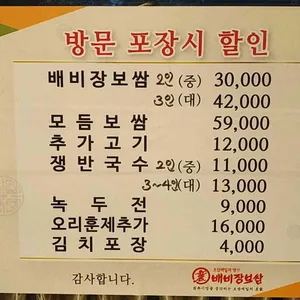 방문 포장시 할인
배비장보쌈 2인 (중) 30,000
3인 (대) 42,000
모듬보쌈 59,000
추가고기 12,000
쟁반국수 2인 (중) 11,000
3~4인 (대) 13,000
녹두전 9,000
오리훈제추가 16,000
김치포장 4,000
감사합니다.
배비장보쌈